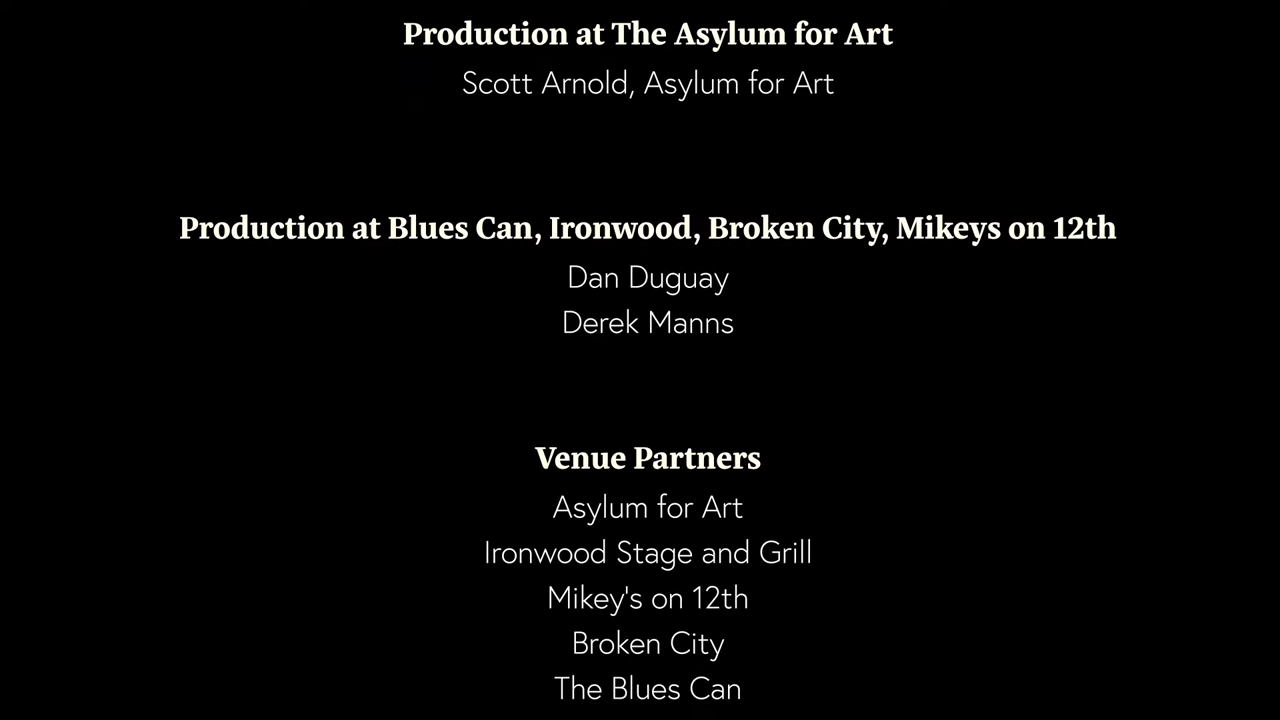 Production at The Asylum for Art
Scott Arnold, Asylum for Art
Production at Blues Can, Ironwood, Broken City, Mikeys on 12th
Dan Duguay
Derek Manns
Venue Partners
Asylum for Art
Ironwood Stage and Grill
Mikey's on 12th
Broken City
The Blues Can